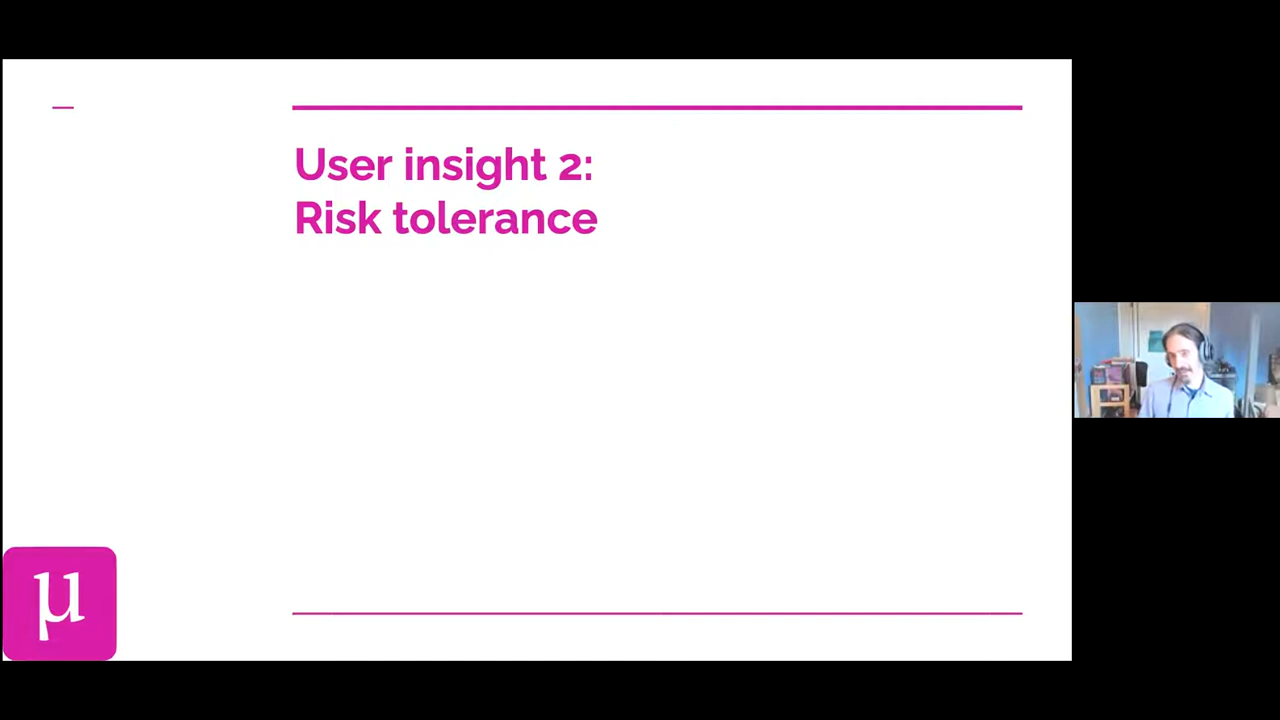 User insight 2:
Risk tolerance
μ